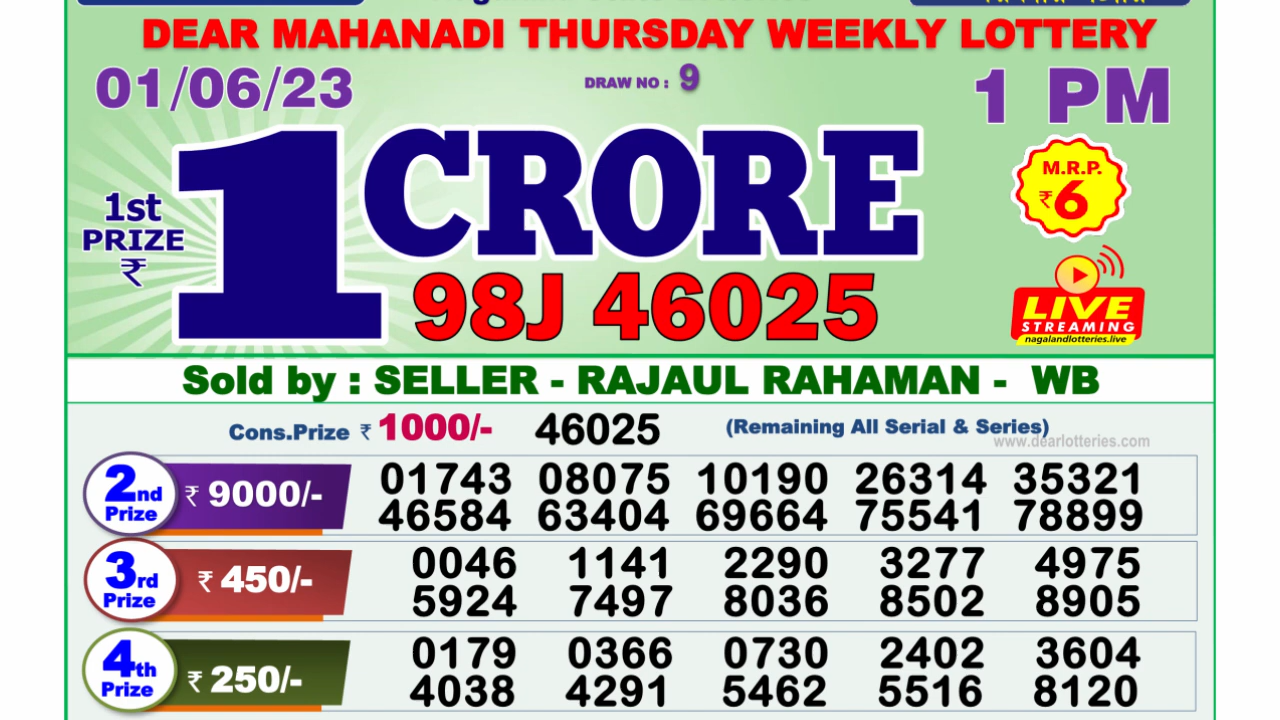 DEAR MAHANADI THURSDAY WEEKLY LOTTERY
01/06/23
DRAW NO : 9
1 PM
1st
PRIZE
₹
1 CRORE
98J 46025
M.R.P.
₹6
LIVE
STREAMING
nagalandlotteries.live
Sold by : SELLER - RAJAUL RAHAMAN - WB
Cons.Prize ₹ 1000/- 46025 (Remaining All Serial & Series)
www.dearlotteries.com
2nd Prize ₹ 9000/-
01743 08075 10190 26314 35321
46584 63404 69664 75541 78899
3rd Prize ₹ 450/-
0046 1141 2290 3277 4975
5924 7497 8036 8502 8905
4th Prize ₹ 250/-
0179 0366 0730 2402 3604
4038 4291 5462 5516 8120